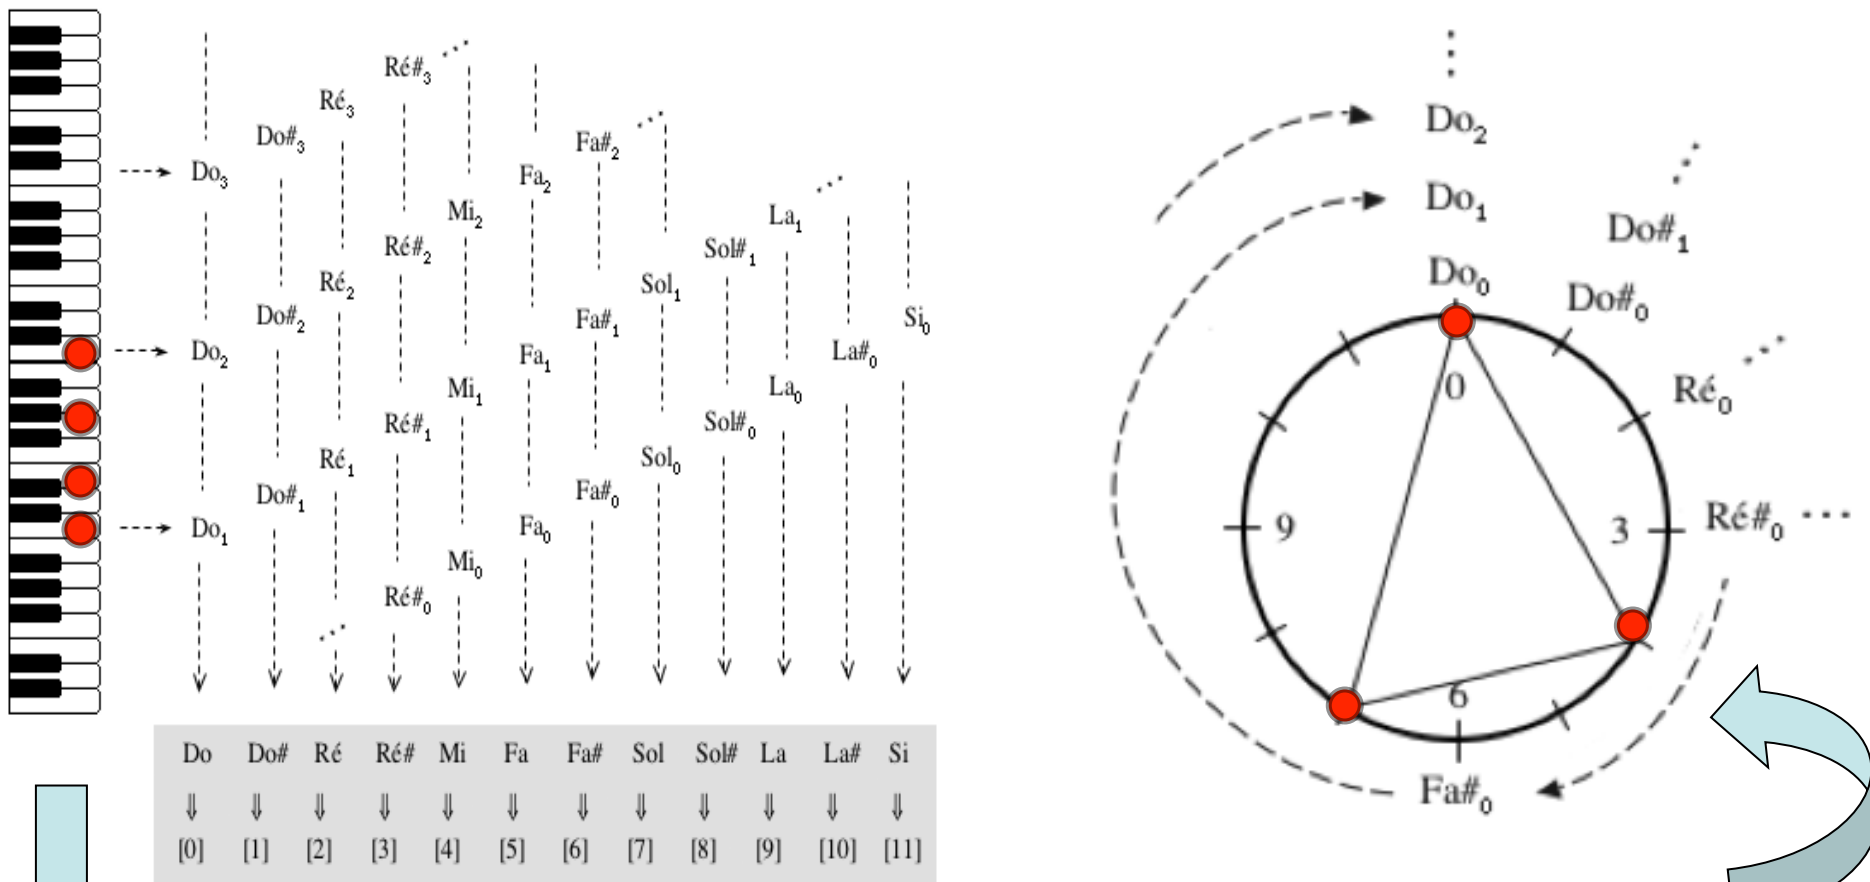 Ré#3
Ré3
Do#3 Fa#2
Do3 Fa2
Mi2 La1
Ré#2 Sol#1
Ré2 Sol1
Do#2 Fa#1 Si0
Do2 Fa1 La#0
Mi1 La0
Ré#1 Sol#0
Ré1 Sol0
Do#1 Fa#0
Do1 Fa0
Mi0
Ré#0
Do Do# Ré Ré# Mi Fa Fa# Sol Sol# La La# Si
⇓ ⇓ ⇓ ⇓ ⇓ ⇓ ⇓ ⇓ ⇓ ⇓ ⇓ ⇓
[0] [1] [2] [3] [4] [5] [6] [7] [8] [9] [10] [11]
Do2
Do1
Do#1
Do0
Do#0
0 Ré0
9 3 Ré#0
6
Fa#0